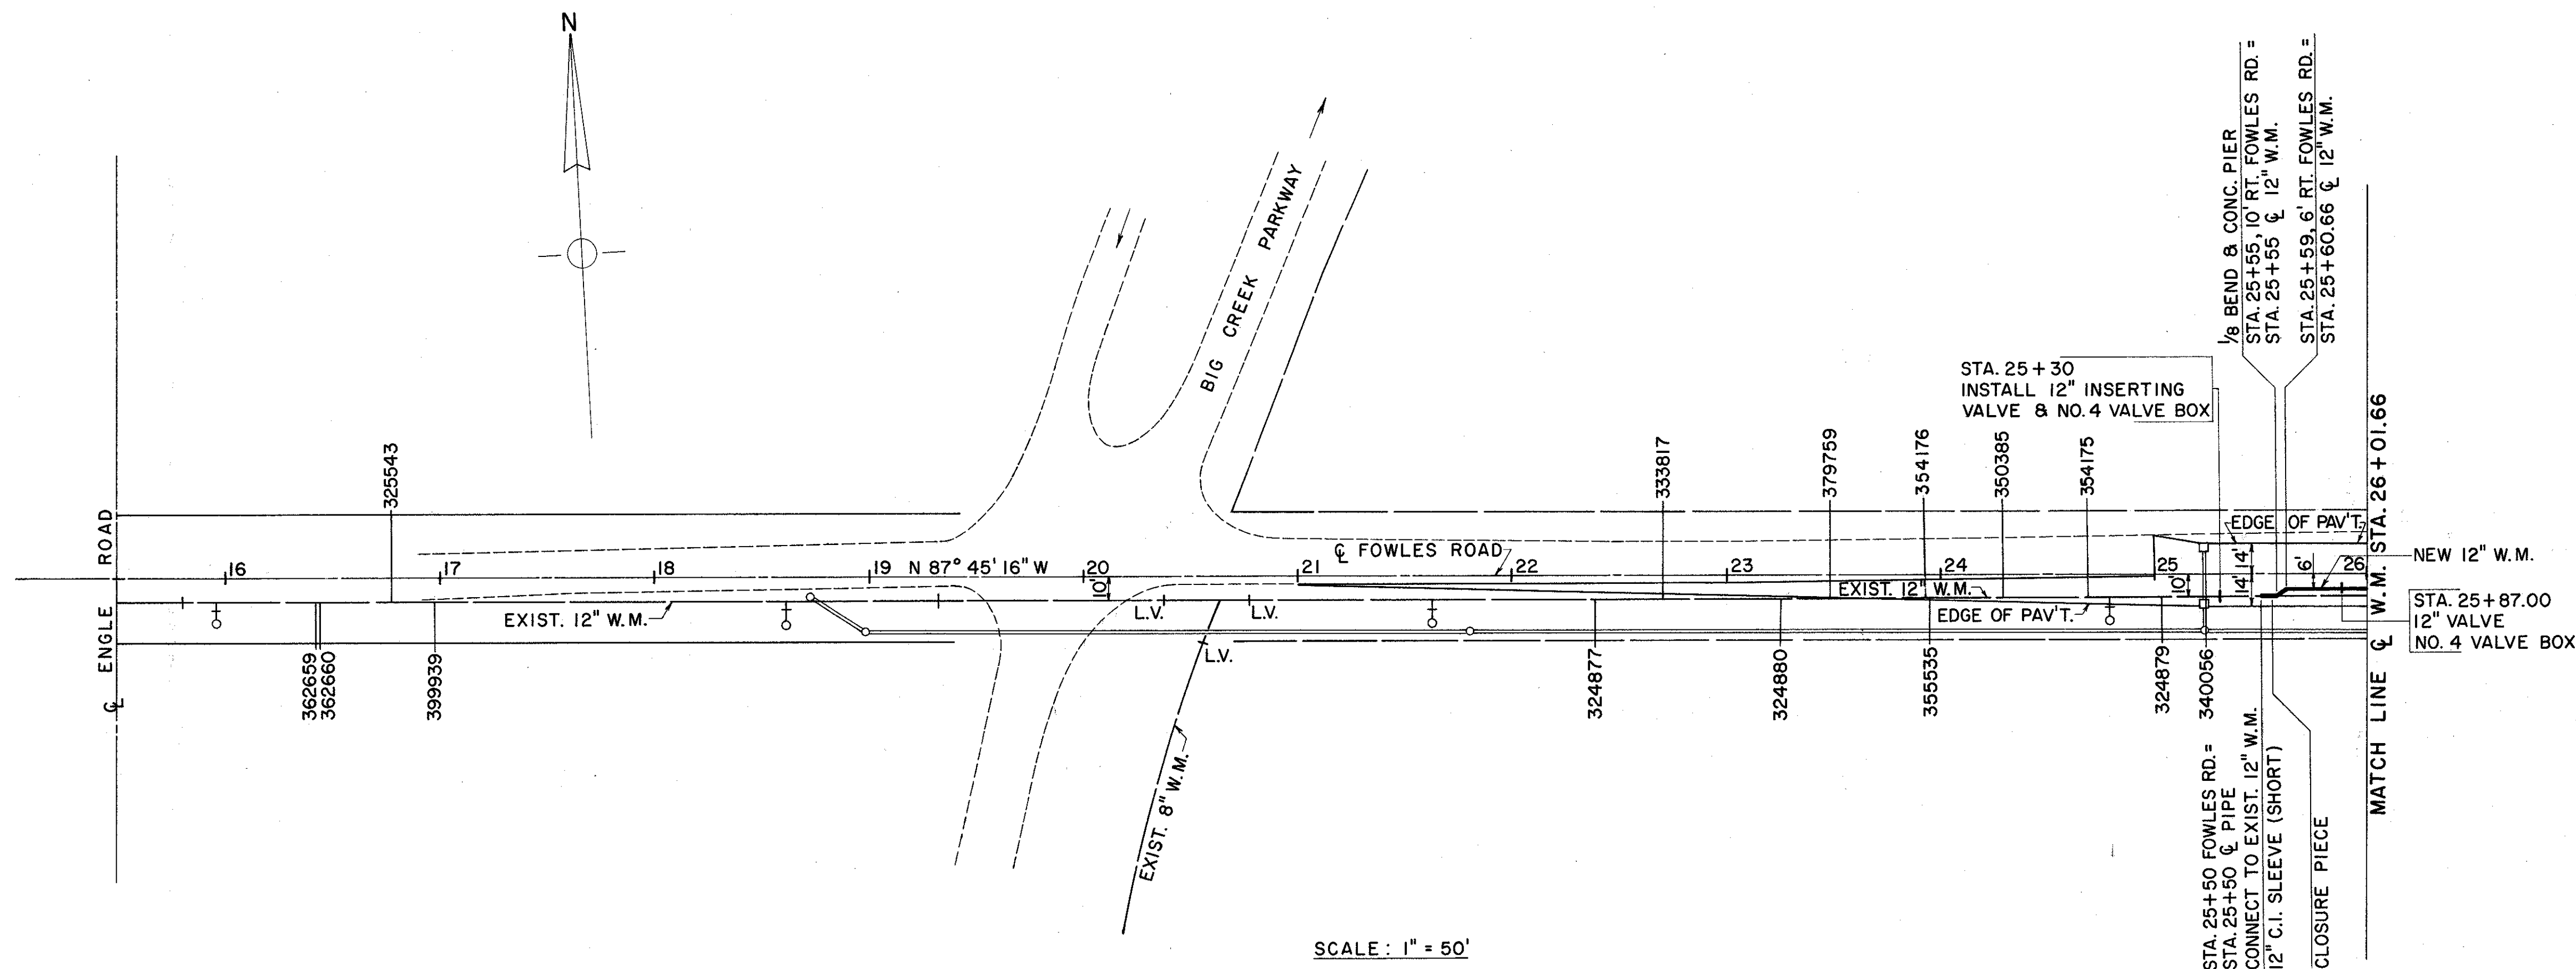 N
1/8 BEND & CONC. PIER
STA. 25+55, 10' RT. FOWLES RD. =
STA. 25+55 ℄ 12" W.M.
STA. 25+59, 6' RT. FOWLES RD. =
STA. 25+60.66 ℄ 12" W.M.
BIG CREEK PARKWAY
STA. 25+30
INSTALL 12" INSERTING
VALVE & NO. 4 VALVE BOX
325543
333817
379759
354176
350385
354175
℄ ENGLE ROAD
EDGE OF PAV'T.
℄ FOWLES ROAD
N 87° 45' 16" W
16
17
18
19
20
21
22
23
24
25
26
10'
10'
14'
14'
6'
NEW 12" W.M.
EXIST. 12" W.M.
EXIST. 12" W.M.
L.V.
L.V.
L.V.
EDGE OF PAV'T.
STA. 25+87.00
12" VALVE
NO. 4 VALVE BOX
MATCH LINE ℄ W.M. STA. 26+01.66
362659
362660
399939
324877
324880
355535
324879
340056
EXIST. 8" W.M.
STA. 25+50 FOWLES RD. =
STA. 25+50 ℄ PIPE
CONNECT TO EXIST. 12" W.M.
12" C.I. SLEEVE (SHORT)
CLOSURE PIECE
SCALE: 1" = 50'